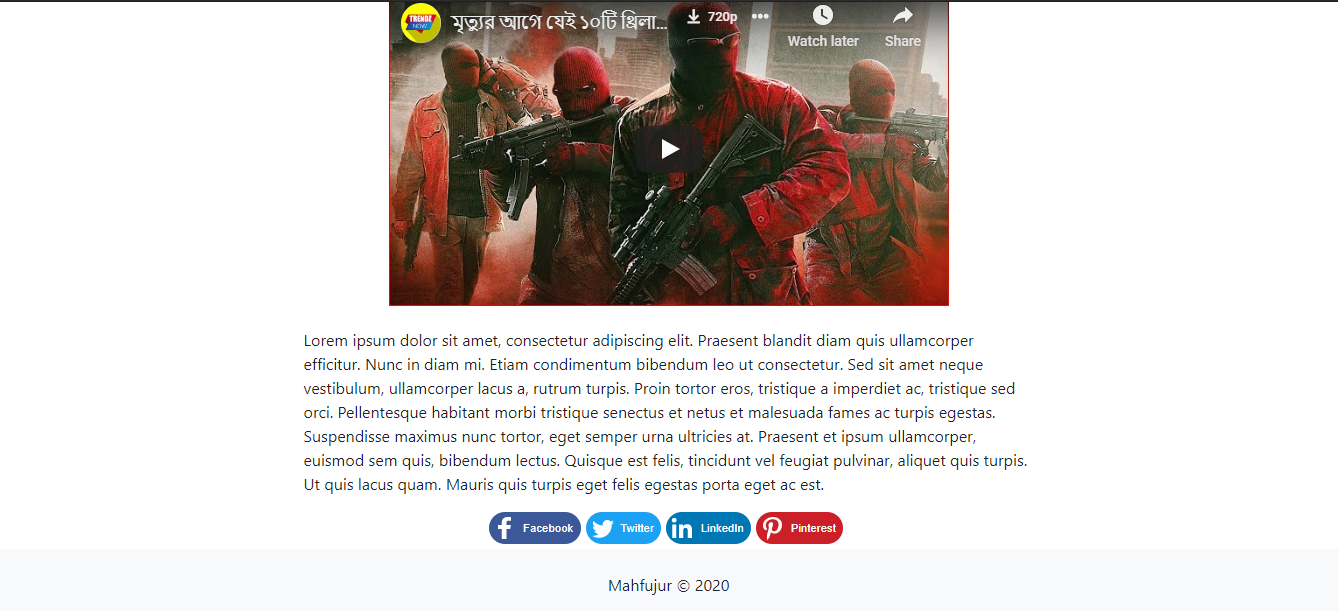 TRENDZ
NOW
মৃত্যুর আগে যেই ১০টি থ্রিলা...
720p
Watch later
Share
Lorem ipsum dolor sit amet, consectetur adipiscing elit. Praesent blandit diam quis ullamcorper
efficitur. Nunc in diam mi. Etiam condimentum bibendum leo ut consectetur. Sed sit amet neque
vestibulum, ullamcorper lacus a, rutrum turpis. Proin tortor eros, tristique a imperdiet ac, tristique sed
orci. Pellentesque habitant morbi tristique senectus et netus et malesuada fames ac turpis egestas.
Suspendisse maximus nunc tortor, eget semper urna ultricies at. Praesent et ipsum ullamcorper,
euismod sem quis, bibendum lectus. Quisque est felis, tincidunt vel feugiat pulvinar, aliquet quis turpis.
Ut quis lacus quam. Mauris quis turpis eget felis egestas porta eget ac est.
Facebook Twitter LinkedIn Pinterest
Mahfujur © 2020